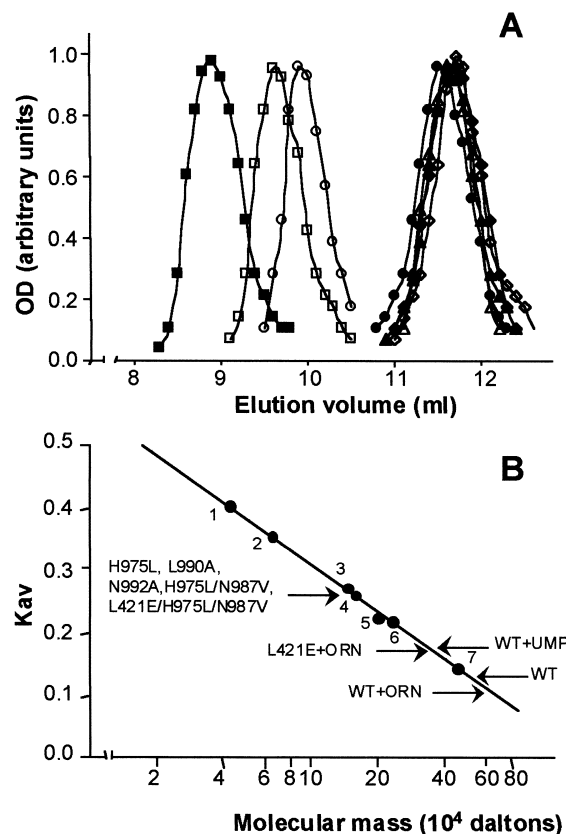 A
OD (arbitrary units)
1.0
0.8
0.6
0.4
0.2
0.0
8 9 10 11 12
Elution volume (ml)
B
Kav
0.5
0.4
0.3
0.2
0.1
0.0
1
2
3
4
5
6
7
H975L, L990A,
N992A,H975L/N987V,
L421E/H975L/N987V
L421E+ORN
WT+UMP
WT
WT+ORN
2 4 6 8 10 20 40 60 80
Molecular mass (10⁴ daltons)